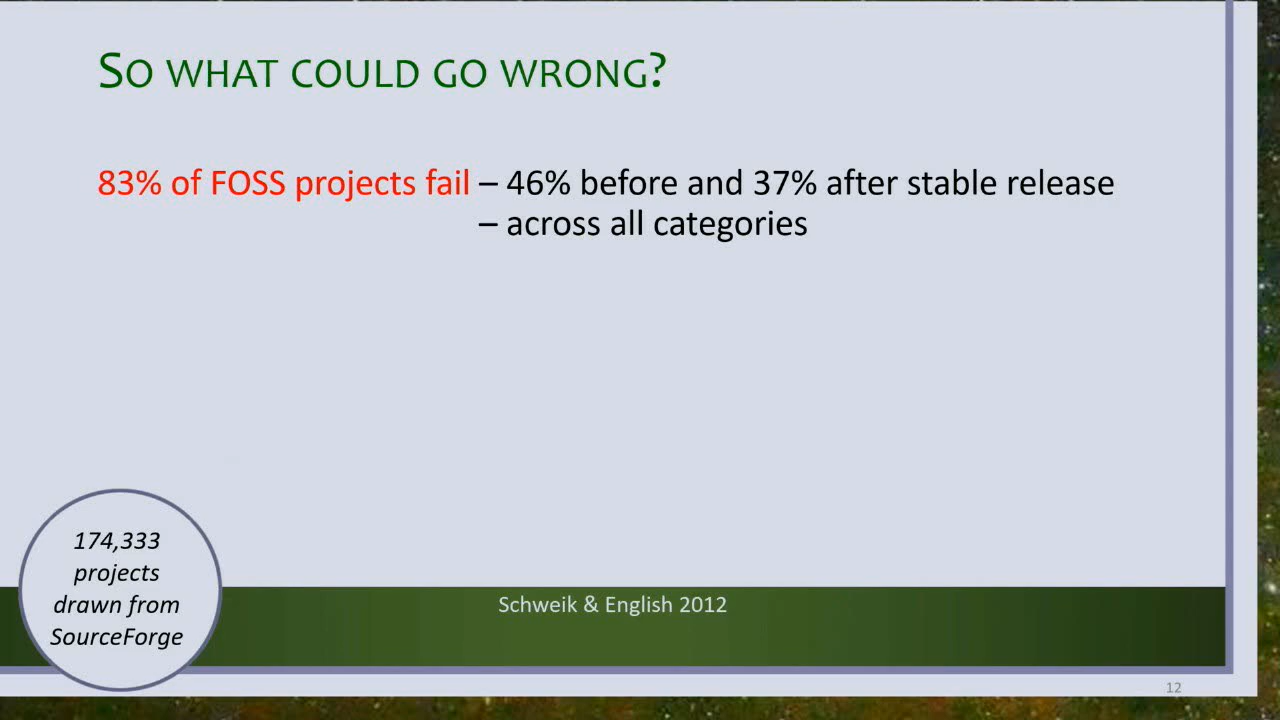 So what could go wrong?
83% of FOSS projects fail – 46% before and 37% after stable release
– across all categories
174,333
projects
drawn from
SourceForge
Schweik & English 2012
12